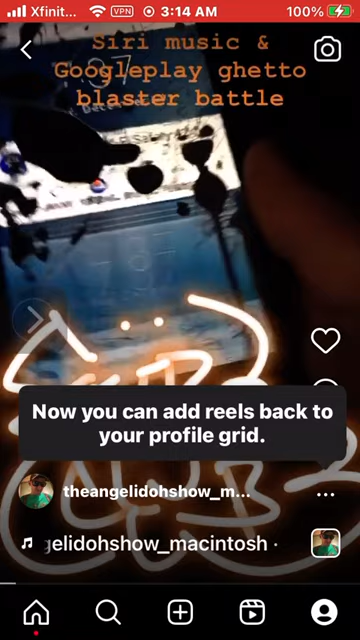 Xfinit... VPN 3:14 AM 100%
Siri music &
Googleplay ghetto
blaster battle
Now you can add reels back to
your profile grid.
theangelidohshow_m...
gelidohshow_macintosh ·